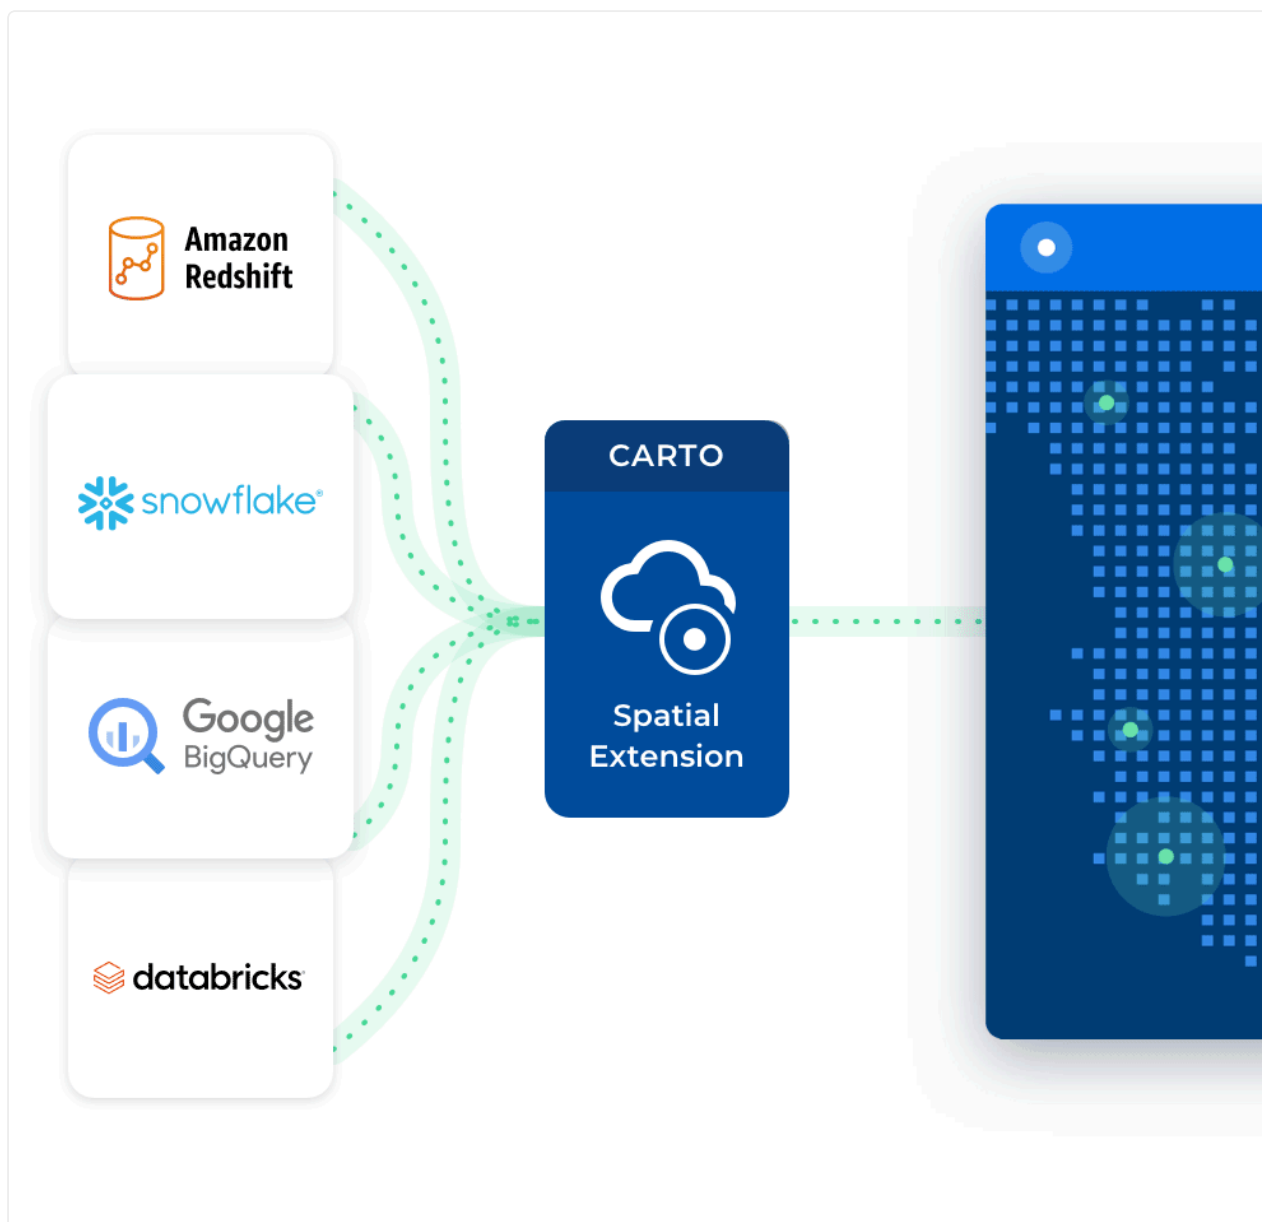 Amazon
Redshift
snowflake®
Google
BigQuery
databricks
CARTO
Spatial
Extension